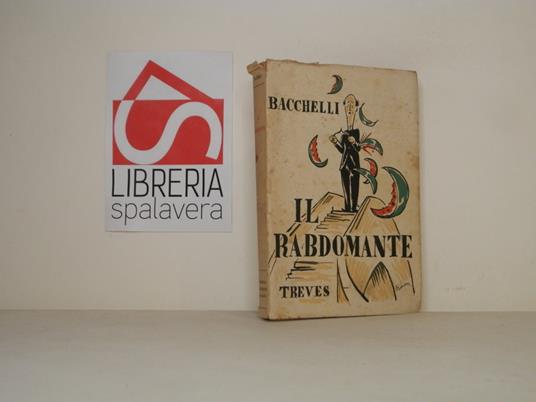 LIBRERIA
spalavera
BACCHELLI
IL
RABDOMANTE
TREVES